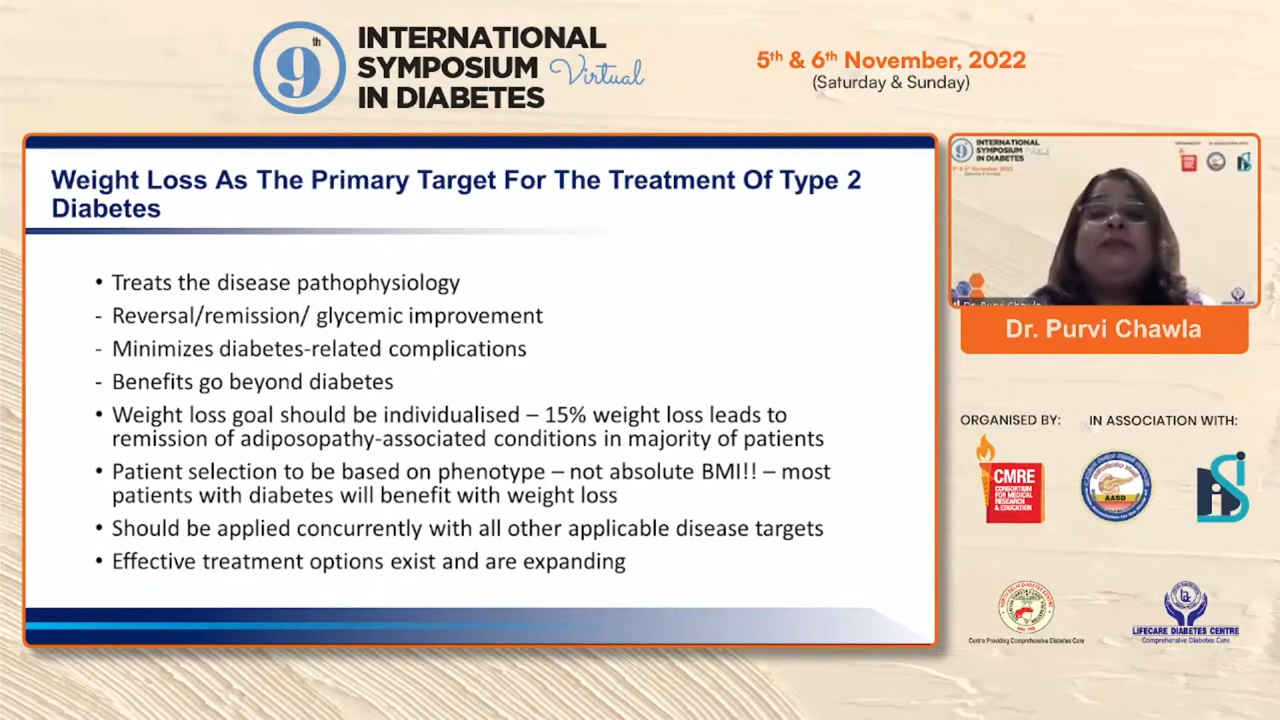 9th
INTERNATIONAL
SYMPOSIUM Virtual
IN DIABETES
5th & 6th November, 2022
(Saturday & Sunday)
Weight Loss As The Primary Target For The Treatment Of Type 2
Diabetes
• Treats the disease pathophysiology
- Reversal/remission/ glycemic improvement
- Minimizes diabetes-related complications
- Benefits go beyond diabetes
• Weight loss goal should be individualised – 15% weight loss leads to
remission of adiposopathy-associated conditions in majority of patients
• Patient selection to be based on phenotype – not absolute BMI!! – most
patients with diabetes will benefit with weight loss
• Should be applied concurrently with all other applicable disease targets
• Effective treatment options exist and are expanding
9
INTERNATIONAL
SYMPOSIUM Virtual
IN DIABETES
Dr. Purvi Chawla
Dr. Purvi Chawla
ORGANISED BY:
IN ASSOCIATION WITH:
CMRE
CONSORTIUM
FOR MEDICAL
RESEARCH
& EDUCATION
AASD
Centre Providing Comprehensive Diabetes Care
LIFECARE DIABETES CENTRE
Comprehensive Diabetes Care